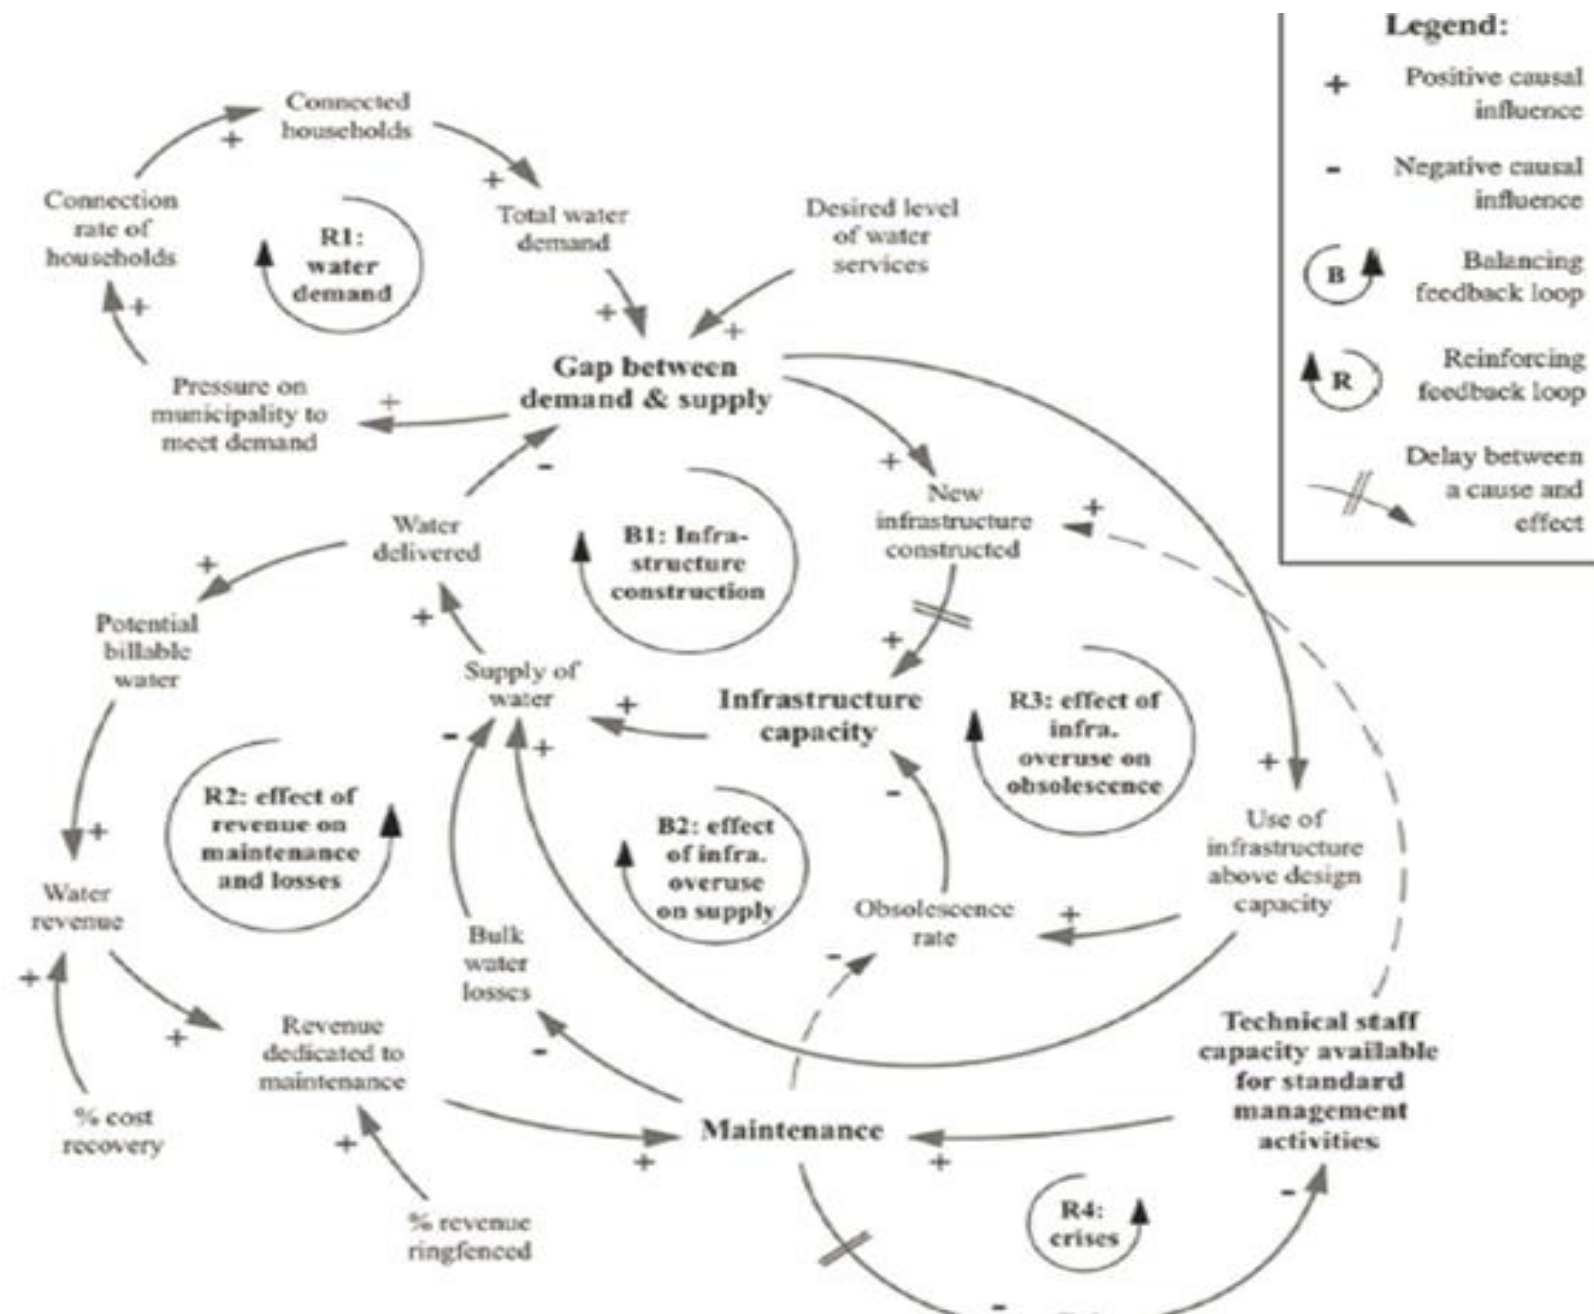 Legend:
+
Positive causal
influence
-
Negative causal
influence
B
Balancing
feedback loop
R
Reinforcing
feedback loop
Delay between
a cause and
effect
Connected
households
+
+
Connection
rate of
households
Total water
demand
Desired level
of water
services
R1:
water
demand
+
+
+
Gap between
demand & supply
Pressure on
municipality to
meet demand
+
-
+
New
infrastructure
constructed
+
Water
delivered
B1: Infra-
structure
construction
+
+
+
Potential
billable
water
Supply of
water
Infrastructure
capacity
R3: effect of
infra.
overuse on
obsolescence
+
-
+
+
-
R2: effect of
revenue on
maintenance
and losses
B2: effect
of infra.
overuse
on supply
Use of
infrastructure
above design
capacity
+
Water
revenue
Obsolescence
rate
+
Bulk
water
losses
-
+
+
Revenue
dedicated to
maintenance
-
Technical staff
capacity available
for standard
management
activities
% cost
recovery
Maintenance
+
+
+
% revenue
ringfenced
R4:
crises
-
-